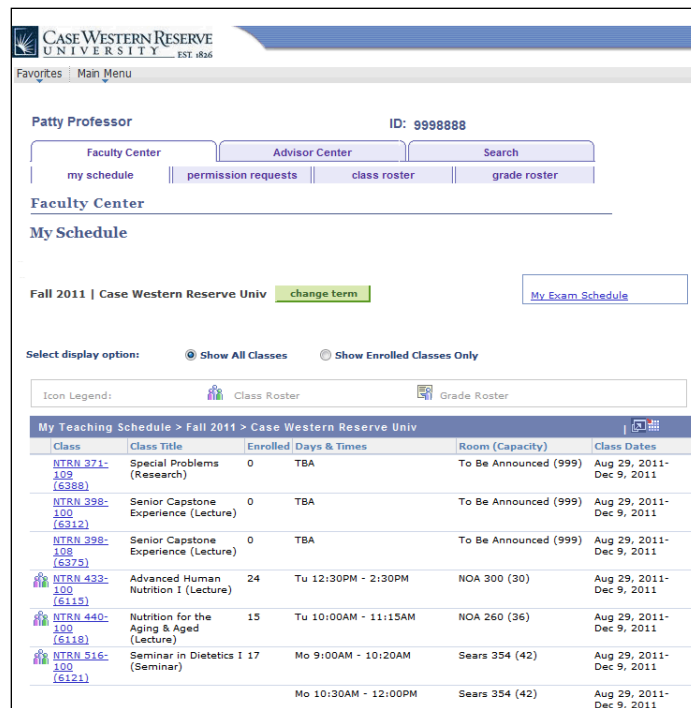 CASE WESTERN RESERVE
UNIVERSITY EST. 1826
Favorites Main Menu
Patty Professor ID: 9998888
Faculty Center Advisor Center Search
my schedule permission requests class roster grade roster
Faculty Center
My Schedule
Fall 2011 | Case Western Reserve Univ change term My Exam Schedule
Select display option: Show All Classes Show Enrolled Classes Only
Icon Legend: Class Roster Grade Roster
My Teaching Schedule > Fall 2011 > Case Western Reserve Univ
Class Class Title Enrolled Days & Times Room (Capacity) Class Dates
NTRN 371- Special Problems 0 TBA To Be Announced (999) Aug 29, 2011-
109 (Research) Dec 9, 2011
(6388)
NTRN 398- Senior Capstone 0 TBA To Be Announced (999) Aug 29, 2011-
100 Experience (Lecture) Dec 9, 2011
(6312)
NTRN 398- Senior Capstone 0 TBA To Be Announced (999) Aug 29, 2011-
108 Experience (Lecture) Dec 9, 2011
(6375)
NTRN 433- Advanced Human 24 Tu 12:30PM - 2:30PM NOA 300 (30) Aug 29, 2011-
100 Nutrition I (Lecture) Dec 9, 2011
(6115)
NTRN 440- Nutrition for the 15 Tu 10:00AM - 11:15AM NOA 260 (36) Aug 29, 2011-
100 Aging & Aged Dec 9, 2011
(6118) (Lecture)
NTRN 516- Seminar in Dietetics I 17 Mo 9:00AM - 10:20AM Sears 354 (42) Aug 29, 2011-
100 (Seminar) Dec 9, 2011
(6121)
Mo 10:30AM - 12:00PM Sears 354 (42) Aug 29, 2011-
Dec 9, 2011